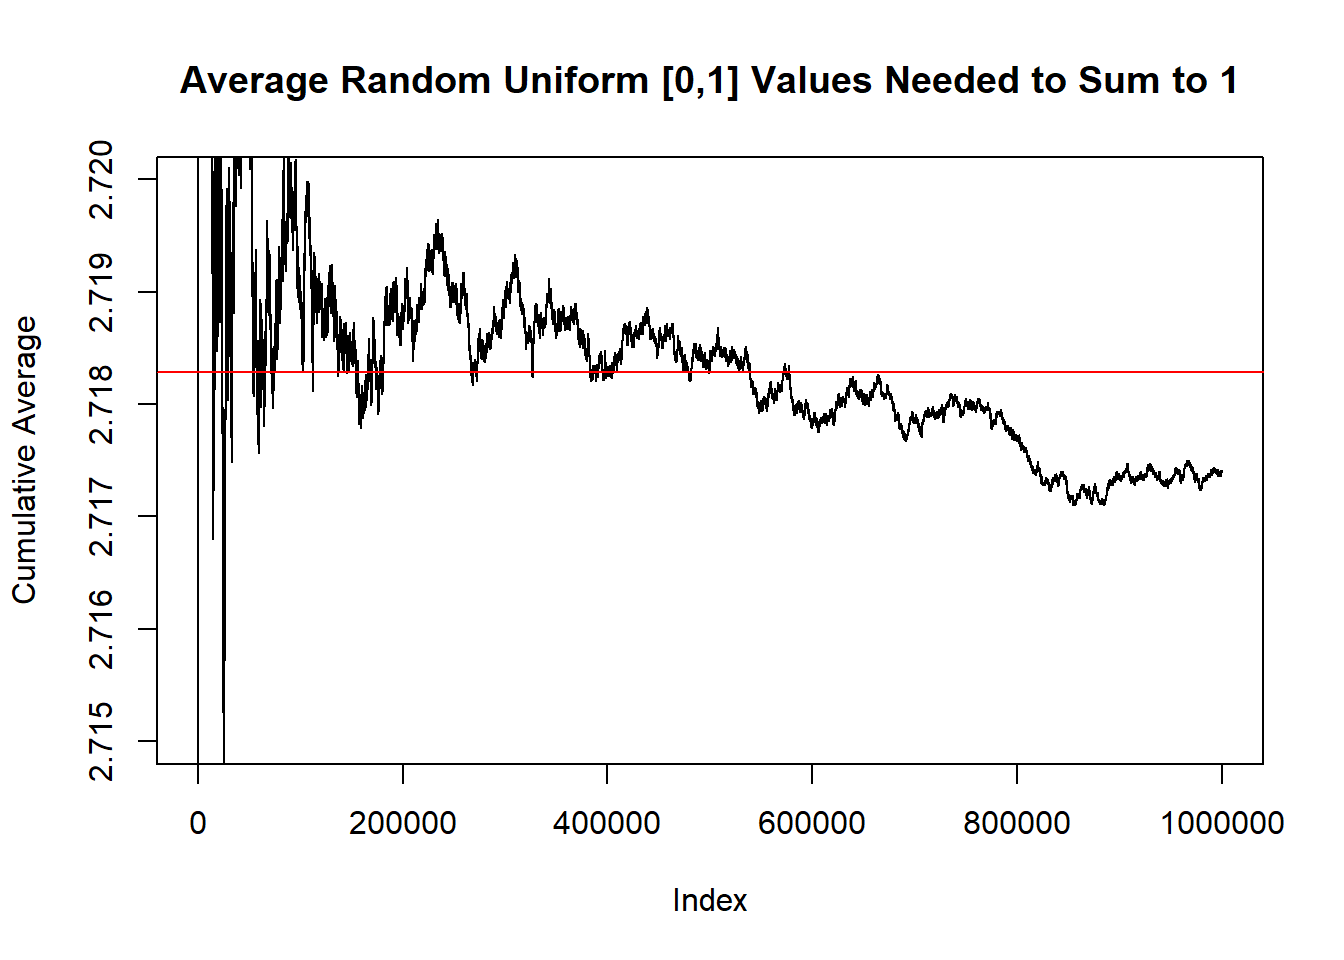 Average Random Uniform [0,1] Values Needed to Sum to 1
Cumulative Average
2.720
2.719
2.718
2.717
2.716
2.715
0 200000 400000 600000 800000 1000000
Index